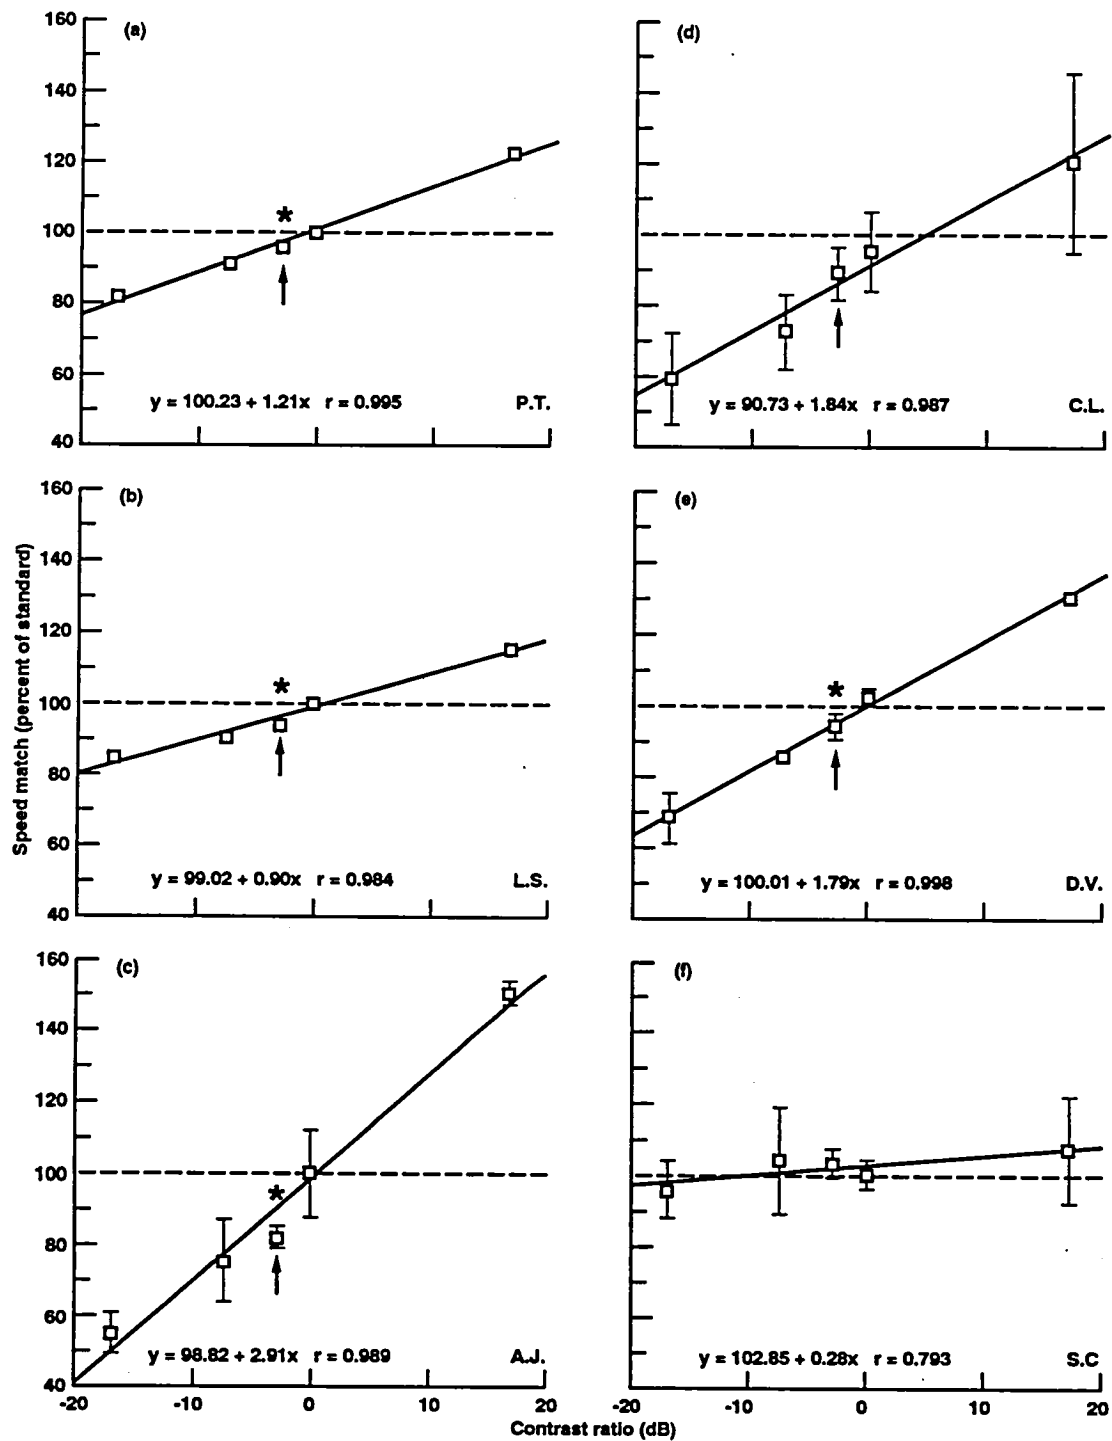 160
(a)
140
120
*
100
80
60
y = 100.23 + 1.21x r = 0.995
P.T.
40
(d)
y = 90.73 + 1.84x r = 0.987
C.L.
160
(b)
140
120
*
100
80
60
y = 99.02 + 0.90x r = 0.984
L.S.
40
(e)
*
y = 100.01 + 1.79x r = 0.998
D.V.
Speed match (percent of standard)
160
(c)
140
120
100
*
80
60
y = 98.82 + 2.91x r = 0.989
A.J.
40
-20 -10 0 10 20
(f)
y = 102.85 + 0.28x r = 0.793
S.C
-20 -10 0 10 20
Contrast ratio (dB)